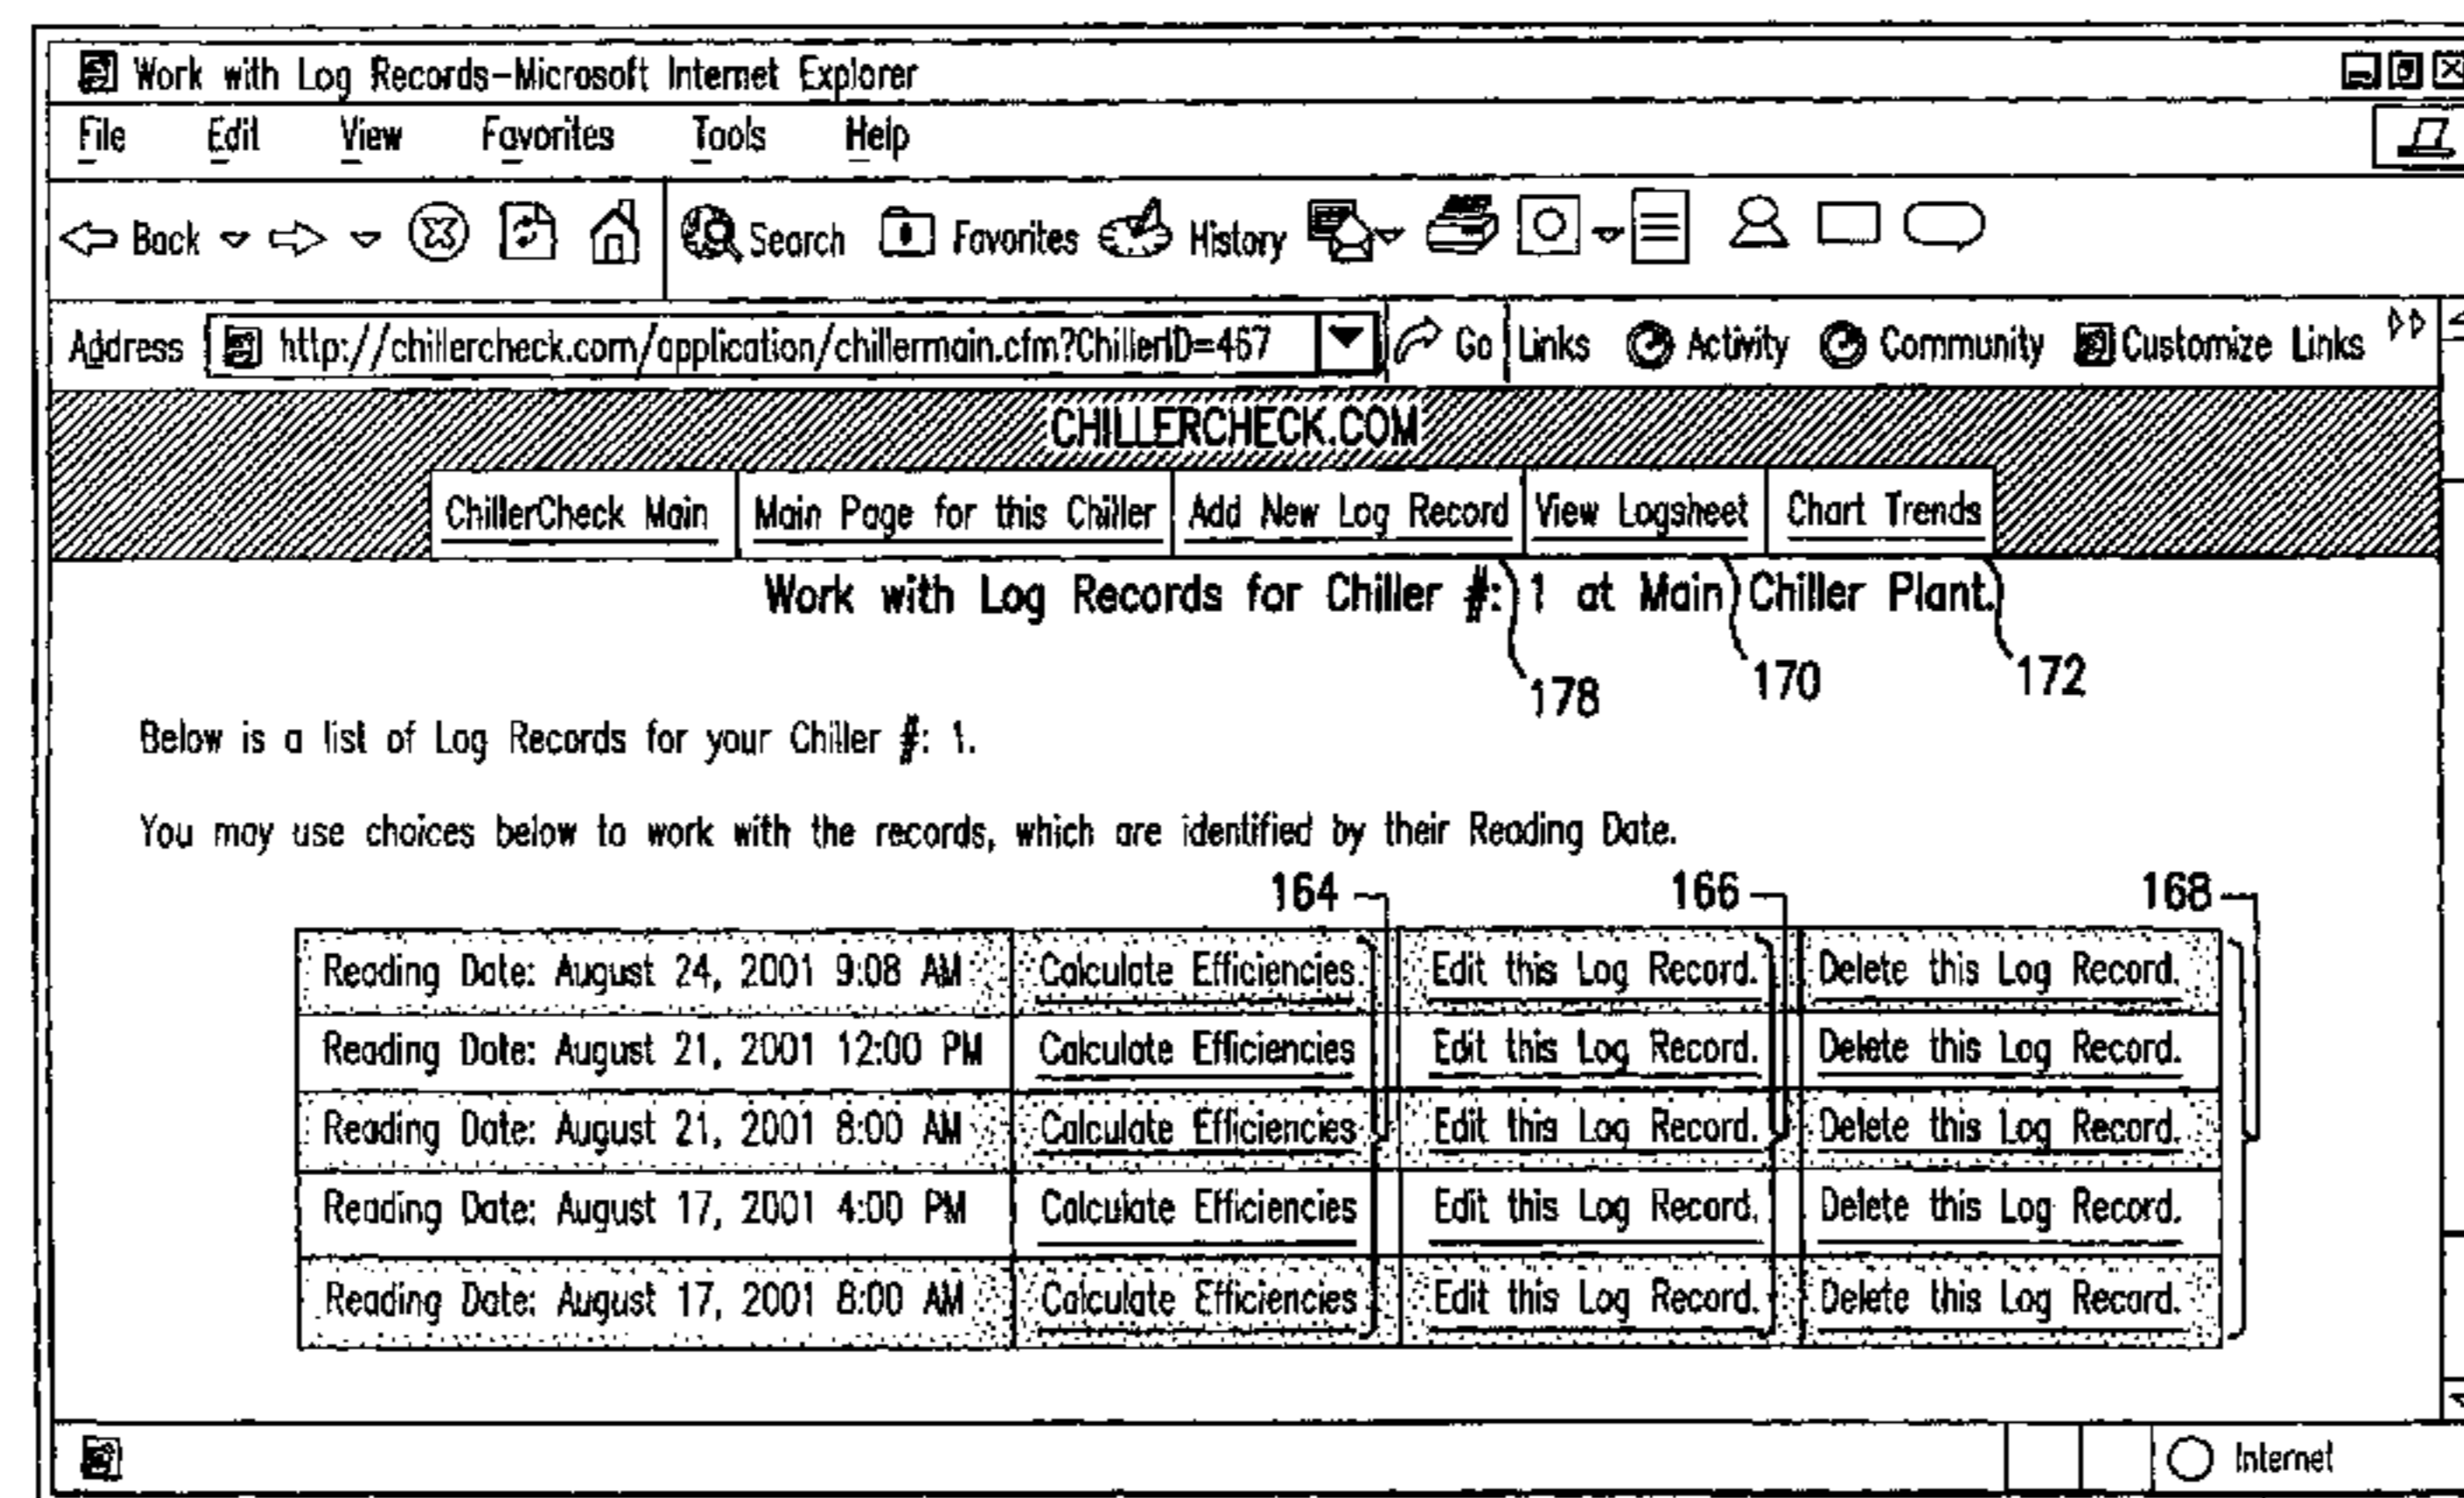 Work with Log Records-Microsoft Internet Explorer
File Edit View Favorites Tools Help
Back Search Favorites History
Address http://chillercheck.com/application/chillermain.cfm?ChillerID=467 Go Links Activity Community Customize Links
CHILLERCHECK.COM
ChillerCheck Main Main Page for this Chiller Add New Log Record View Logsheet Chart Trends
Work with Log Records for Chiller #: 1 at Main Chiller Plant.
178 170 172
Below is a list of Log Records for your Chiller #: 1.
You may use choices below to work with the records, which are identified by their Reading Date.
164 166 168
Reading Date: August 24, 2001 9:08 AM Calculate Efficiencies Edit this Log Record. Delete this Log Record.
Reading Date: August 21, 2001 12:00 PM Calculate Efficiencies Edit this Log Record. Delete this Log Record.
Reading Date: August 21, 2001 8:00 AM Calculate Efficiencies Edit this Log Record. Delete this Log Record.
Reading Date: August 17, 2001 4:00 PM Calculate Efficiencies Edit this Log Record. Delete this Log Record.
Reading Date: August 17, 2001 8:00 AM Calculate Efficiencies Edit this Log Record. Delete this Log Record.
Internet